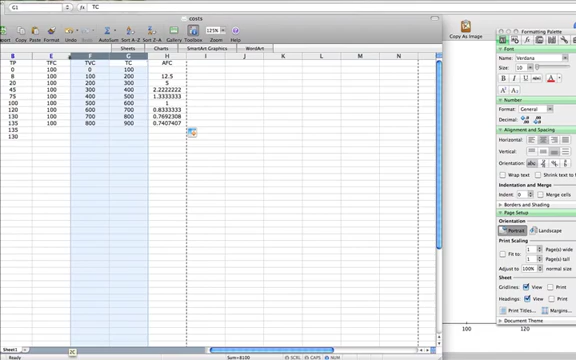 G1 TC
costs
Open Copy Paste Format Undo Redo AutoSum Sort A-Z Sort Z-A Gallery Toolbox Zoom Help
125%
Sheets Charts SmartArt Graphics WordArt
E F G H I J K L M N
TP TFC TVC TC AFC
0 100 0 100
8 100 100 200 12.5
20 100 200 300 5
45 100 300 400 2.2222222
75 100 400 500 1.3333333
100 100 500 600 1
120 100 600 700 0.8333333
130 100 700 800 0.7692308
135 100 800 900 0.7407407
135
130
Sheet1
Ready Sum=8100 SCRL CAPS NUM
Copy As Image
100 120
Formatting Palette
Font
Name: Verdana
Size: 10
B I U ABC A
Number
Format: General
Decimal:
Alignment and Spacing
Horizontal:
Vertical:
Orientation: abc
Wrap text Shrink text to
Indent: 0 Merge cells
Borders and Shading
Page Setup
Orientation
Portrait Landscape
Print Scaling
Fit to: 1 Page(s) wide
1 Page(s) tall
Adjust to 100% normal size
Sheet
Gridlines: View Print
Headings: View Print
Print Titles... Margins...
Document Theme